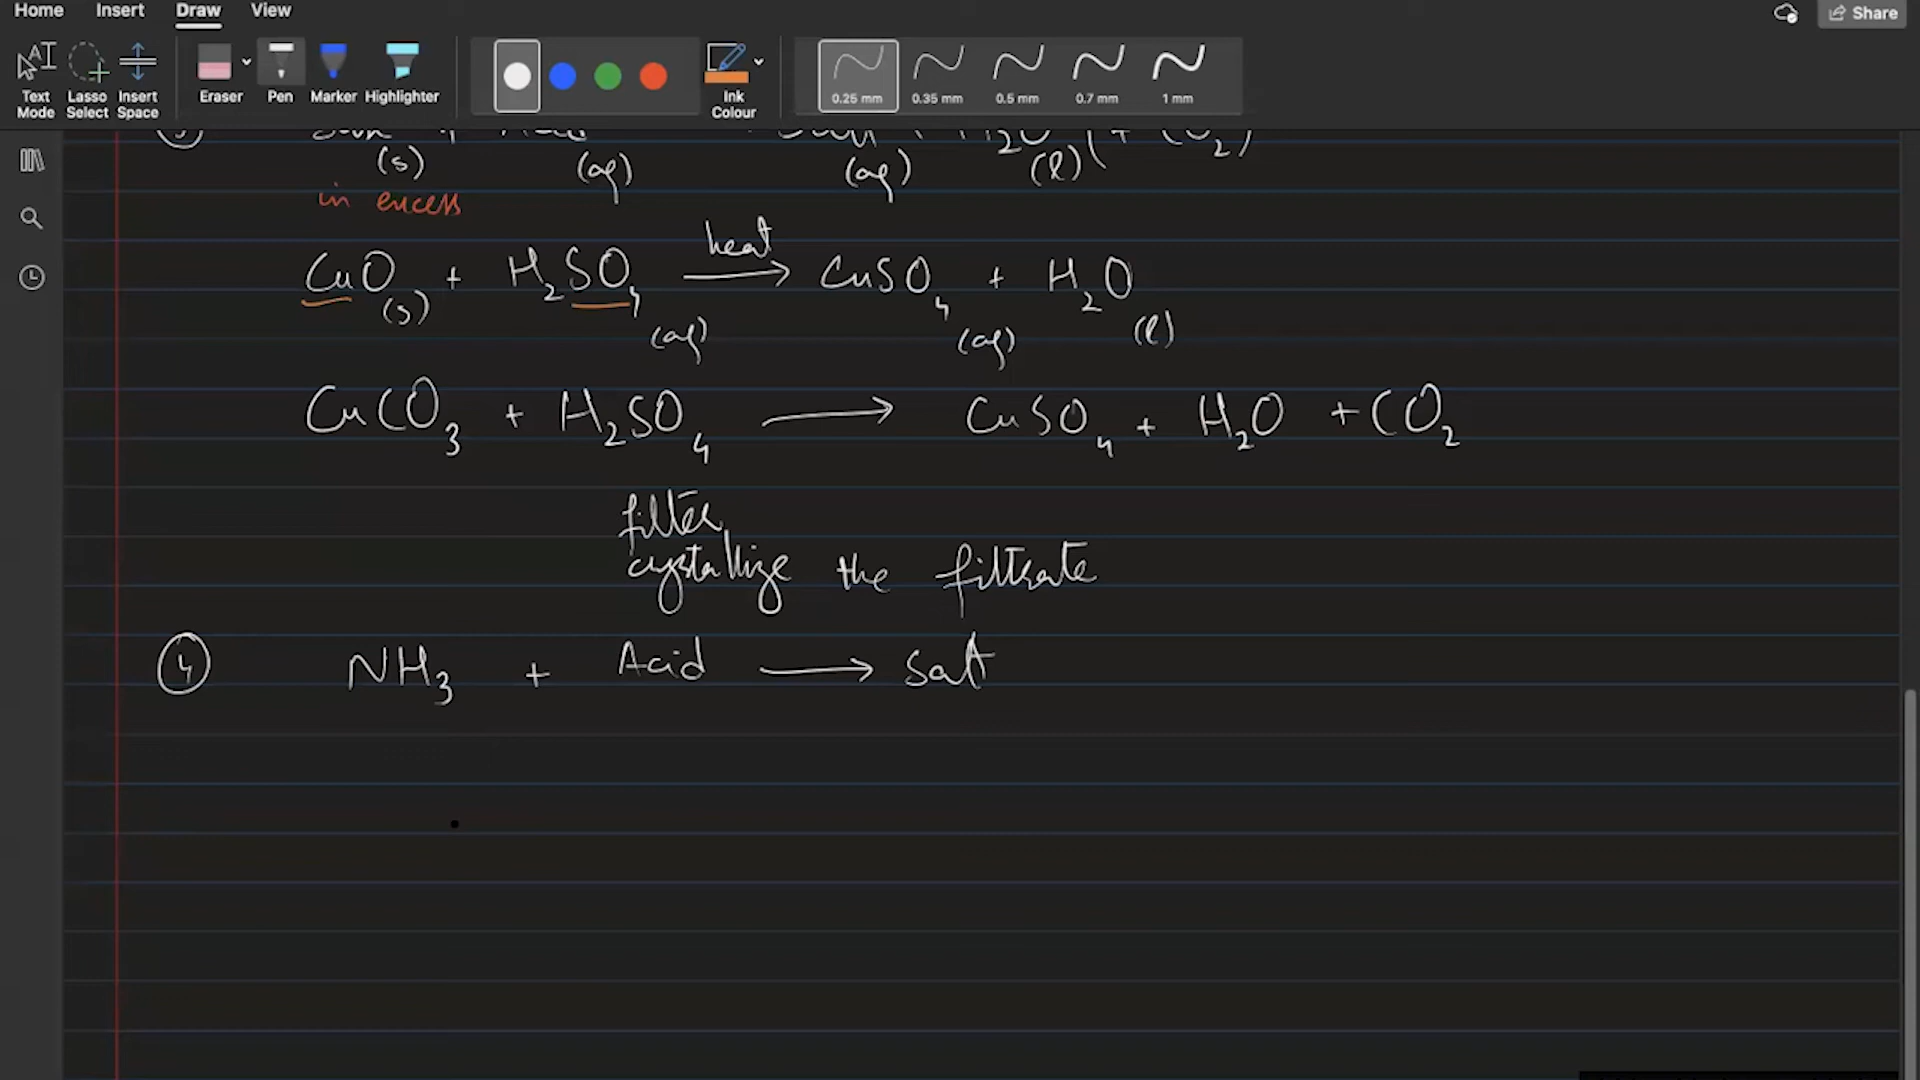 Home Insert Draw View
Share
Text Mode Lasso Select Insert Space Eraser Pen Marker Highlighter Ink Colour 0.25 mm 0.35 mm 0.5 mm 0.7 mm 1 mm
H₂O (+ CO₂)
(s) (aq) (aq) (l)
in excess
CuO(s) + H₂SO₄(aq) heat → CuSO₄(aq) + H₂O(l)
CuCO₃ + H₂SO₄ → CuSO₄ + H₂O + CO₂
filter,
crystallize the filtrate
④ NH₃ + Acid → Salt